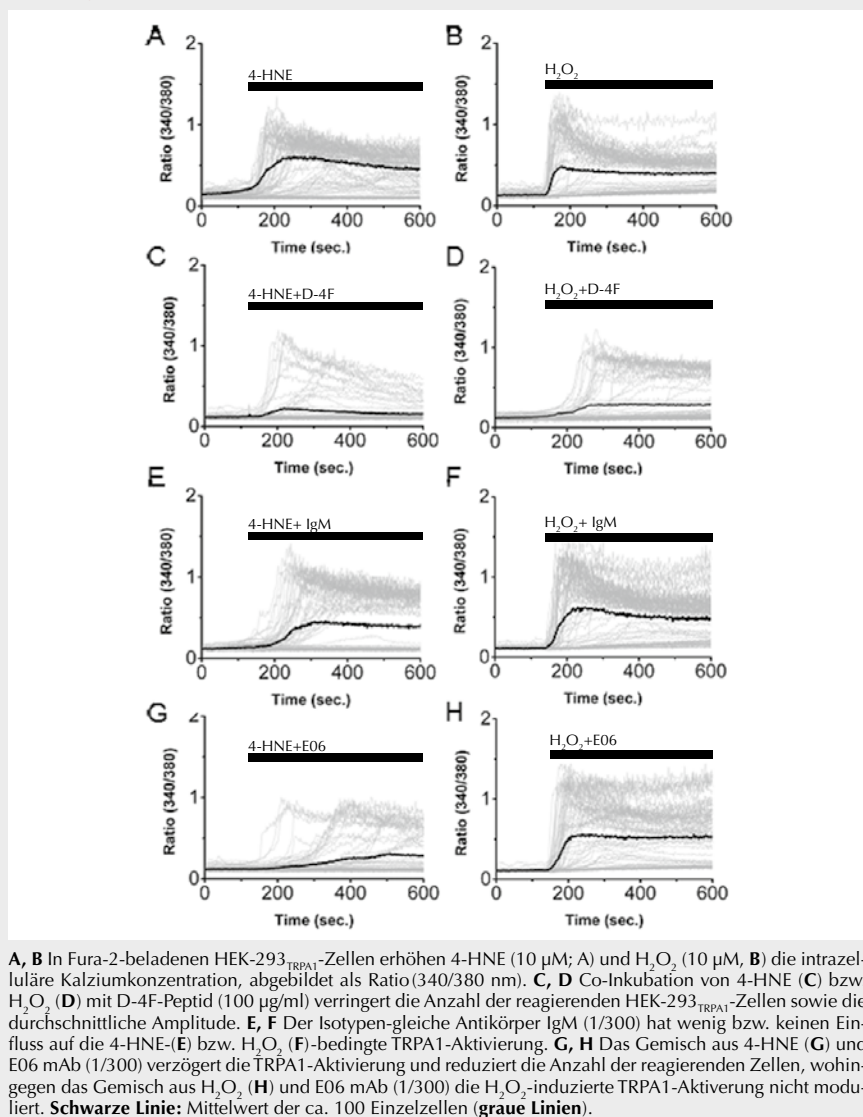 A
B
2
1
0
Ratio (340/380)
4-HNE
0 200 400 600
Time (sec.)
2
1
0
Ratio (340/380)
H₂O₂
0 200 400 600
Time (sec.)
C
D
2
1
0
Ratio (340/380)
4-HNE+D-4F
0 200 400 600
Time (sec.)
2
1
0
Ratio (340/380)
H₂O₂+D-4F
0 200 400 600
Time (sec.)
E
F
2
1
0
Ratio (340/380)
4-HNE+ IgM
0 200 400 600
Time (sec.)
2
1
0
Ratio (340/380)
H₂O₂+ IgM
0 200 400 600
Time (sec.)
G
H
2
1
0
Ratio (340/380)
4-HNE+E06
0 200 400 600
Time (sec.)
2
1
0
Ratio (340/380)
H₂O₂+E06
0 200 400 600
Time (sec.)
A, B In Fura-2-beladenen HEK-293TRPA1-Zellen erhöhen 4-HNE (10 µM; A) und H₂O₂ (10 µM, B) die intrazel-
luläre Kalziumkonzentration, abgebildet als Ratio(340/380 nm). C, D Co-Inkubation von 4-HNE (C) bzw.
H₂O₂ (D) mit D-4F-Peptid (100 µg/ml) verringert die Anzahl der reagierenden HEK-293TRPA1-Zellen sowie die
durchschnittliche Amplitude. E, F Der Isotypen-gleiche Antikörper IgM (1/300) hat wenig bzw. keinen Ein-
fluss auf die 4-HNE-(E) bzw. H₂O₂ (F)-bedingte TRPA1-Aktivierung. G, H Das Gemisch aus 4-HNE (G) und
E06 mAb (1/300) verzögert die TRPA1-Aktivierung und reduziert die Anzahl der reagierenden Zellen, wohin-
gegen das Gemisch aus H₂O₂ (H) und E06 mAb (1/300) die H₂O₂-induzierte TRPA1-Aktiverung nicht modu-
liert. Schwarze Linie: Mittelwert der ca. 100 Einzelzellen (graue Linien).